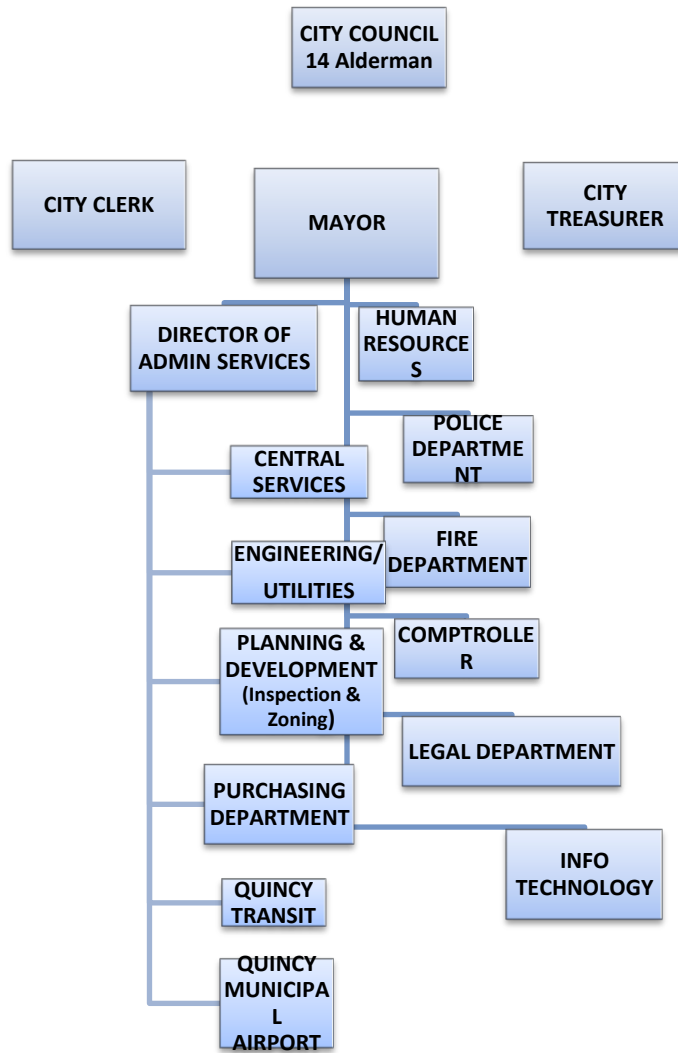 CITY COUNCIL
14 Alderman
CITY CLERK
MAYOR
CITY
TREASURER
DIRECTOR OF
ADMIN SERVICES
HUMAN
RESOURCE
S
POLICE
DEPARTME
NT
CENTRAL
SERVICES
FIRE
DEPARTMENT
ENGINEERING/
UTILITIES
COMPTROLLE
R
PLANNING &
DEVELOPMENT
(Inspection &
Zoning)
LEGAL DEPARTMENT
PURCHASING
DEPARTMENT
INFO
TECHNOLOGY
QUINCY
TRANSIT
QUINCY
MUNICIPA
L
AIRPORT